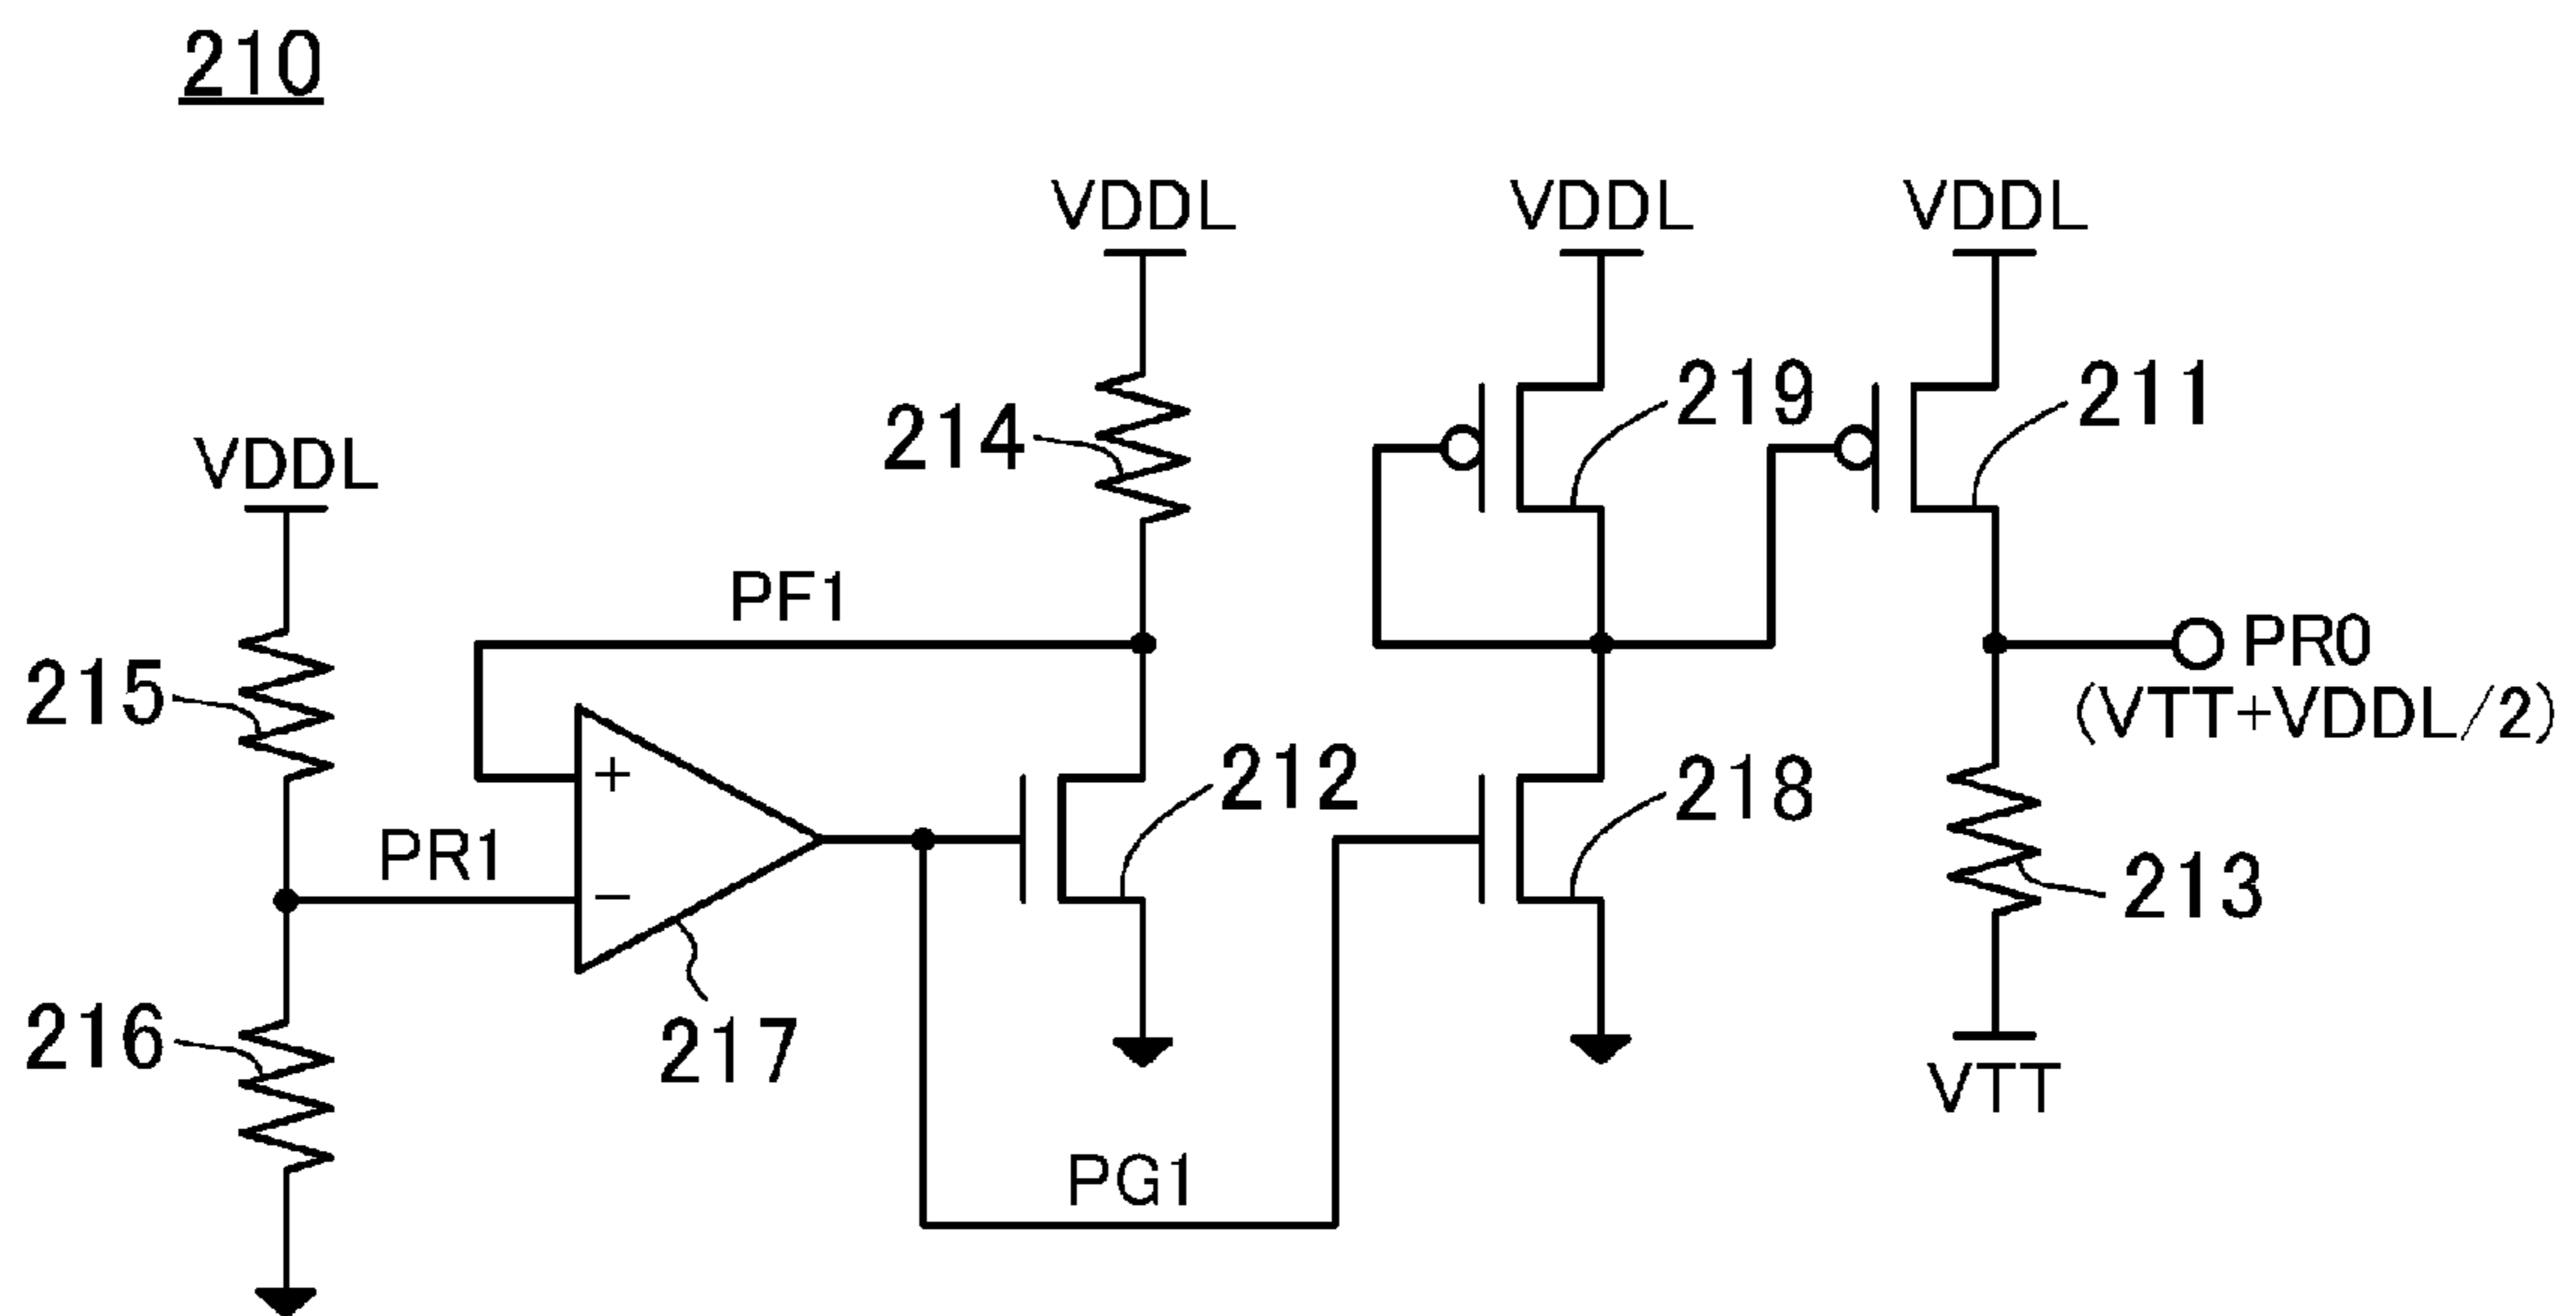 210
VDDL
VDDL
VDDL
219
211
214
VDDL
PF1
PR0
(VTT+VDDL/2)
215
+
212
218
PR1
−
213
216
217
VTT
PG1